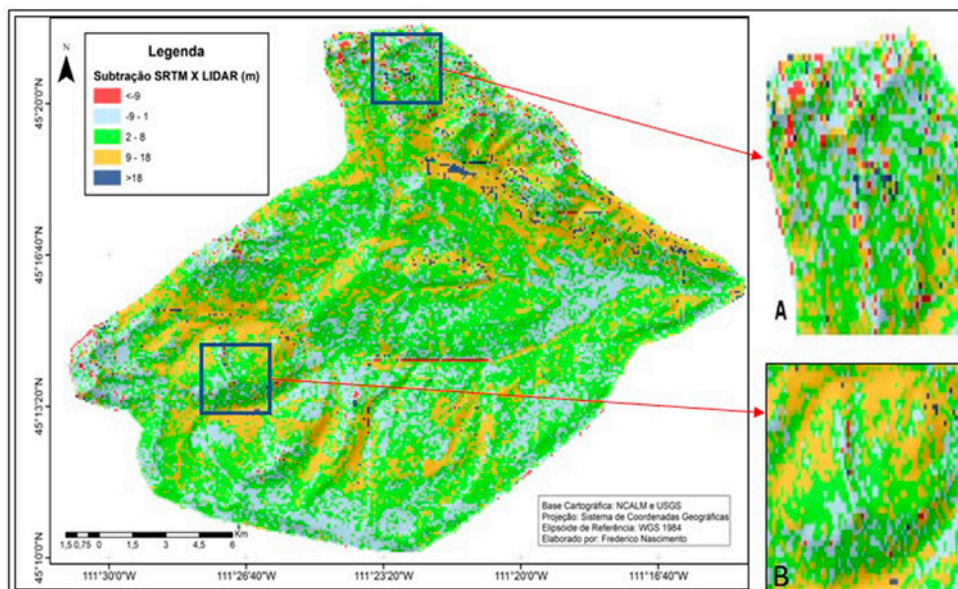 Legenda
Subtração SRTM X LIDAR (m)
<-9
-9 - 1
2 - 8
9 - 18
>18
N
45°20'0"N
45°16'40"N
45°13'20"N
45°10'0"N
111°30'0"W
111°26'40"W
111°23'20"W
111°20'0"W
111°16'40"W
1,5 0,75 0 1,5 3 4,5 6
Km
Base Cartográfica: NCALM e USGS
Projeção: Sistema de Coordenadas Geográficas
Elipsóide de Referência: WGS 1984
Elaborado por: Frederico Nascimento
A
B